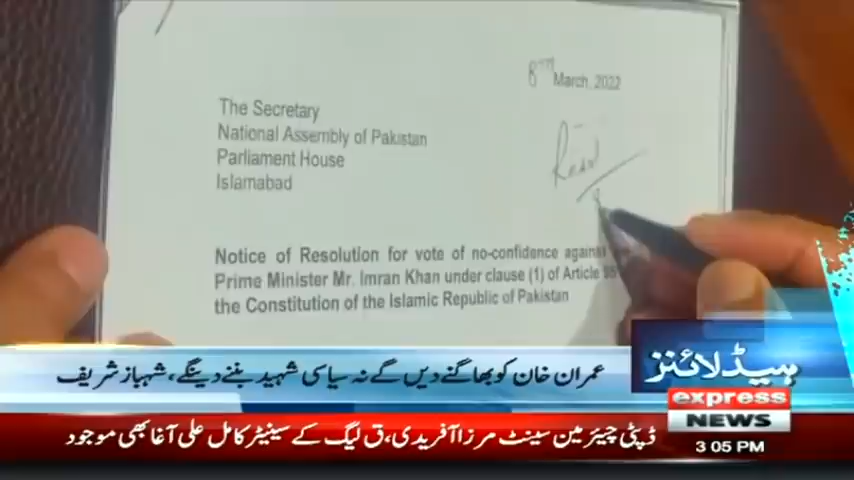 8TH March, 2022
The Secretary
National Assembly of Pakistan
Parliament House
Islamabad
Notice of Resolution for vote of no-confidence against
Prime Minister Mr. Imran Khan under clause (1) of Article 95
the Constitution of the Islamic Republic of Pakistan
ہیڈلائنز
عمران خان کو بھاگنے دیں گے نہ سیاسی شہید بننے دینگے، شہباز شریف
express
NEWS
ڈپٹی چیئرمین سینٹ مرزا آفریدی، ق لیگ کے سینیٹر کامل علی آغا بھی موجود
3:05 PM